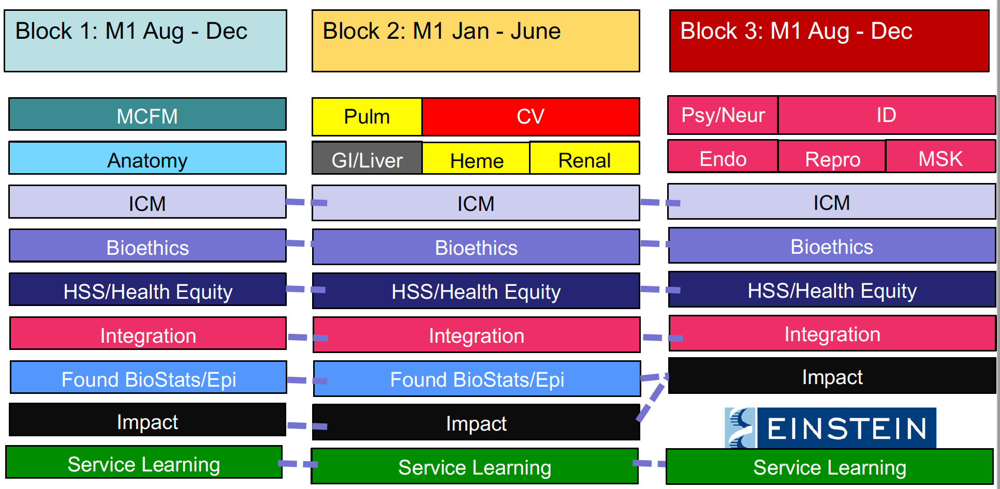 Block 1: M1 Aug - Dec
Block 2: M1 Jan - June
Block 3: M1 Aug - Dec
MCFM
Pulm
CV
Psy/Neur
ID
Anatomy
GI/Liver
Heme
Renal
Endo
Repro
MSK
ICM
ICM
ICM
Bioethics
Bioethics
Bioethics
HSS/Health Equity
HSS/Health Equity
HSS/Health Equity
Integration
Integration
Integration
Found BioStats/Epi
Found BioStats/Epi
Impact
Impact
Impact
EINSTEIN
Service Learning
Service Learning
Service Learning